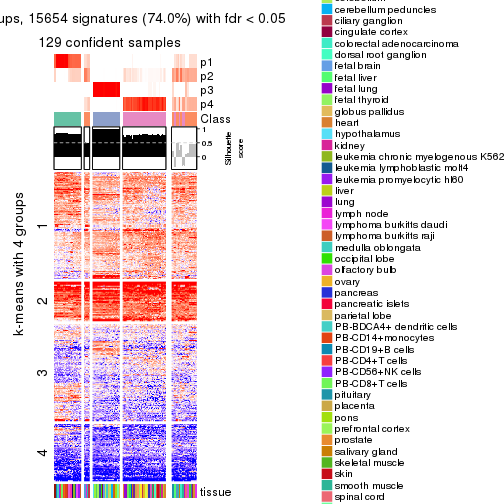 ups, 15654 signatures (74.0%) with fdr < 0.05
129 confident samples
p1
p2
p3
p4
Class
1
0.5
0
Silhouette
score
k-means with 4 groups
1
2
3
4
tissue
cerebellum peduncles
ciliary ganglion
cingulate cortex
colorectal adenocarcinoma
dorsal root ganglion
fetal brain
fetal liver
fetal lung
fetal thyroid
globus pallidus
heart
hypothalamus
kidney
leukemia chronic myelogenous K562
leukemia lymphoblastic molt4
leukemia promyelocytic hl60
liver
lung
lymph node
lymphoma burkitts daudi
lymphoma burkitts raji
medulla oblongata
occipital lobe
olfactory bulb
ovary
pancreas
pancreatic islets
parietal lobe
PB-BDCA4+ dendritic cells
PB-CD14+monocytes
PB-CD19+B cells
PB-CD4+T cells
PB-CD56+NK cells
PB-CD8+T cells
pituitary
placenta
pons
prefrontal cortex
prostate
salivary gland
skeletal muscle
skin
smooth muscle
spinal cord